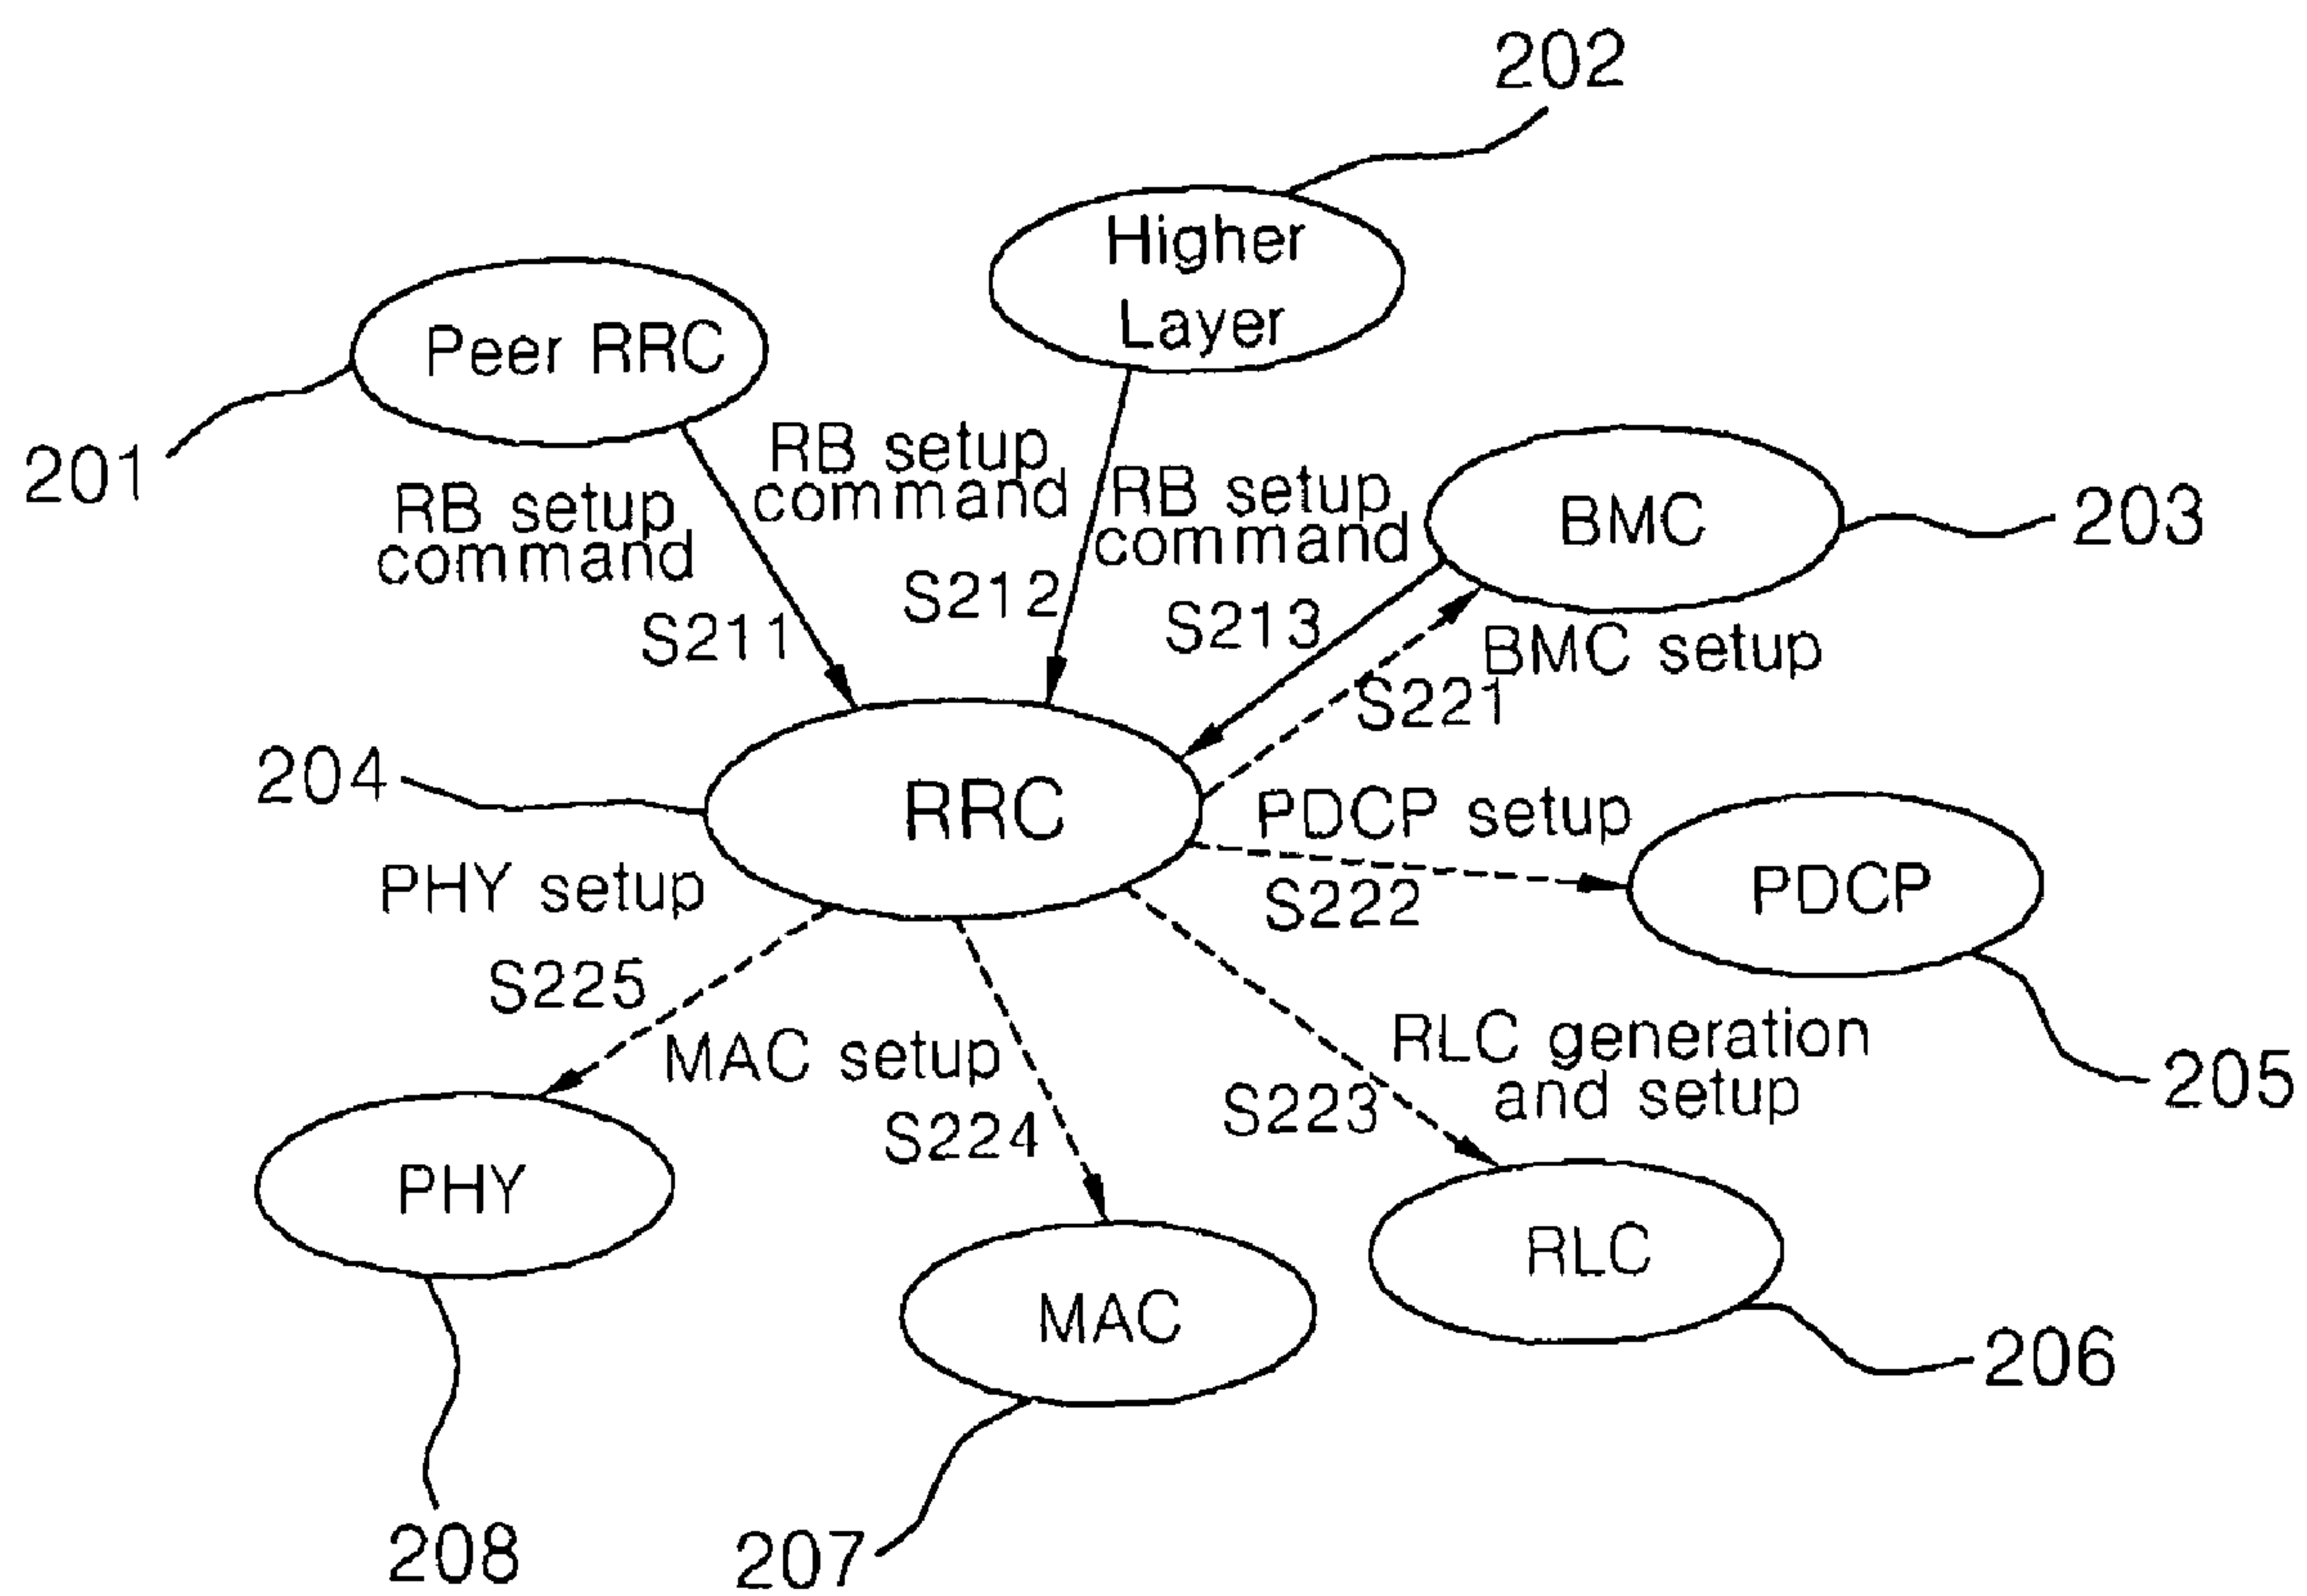 202
Higher
Layer
Peer RRC
201
RB setup
command
S211
RB setup
command
S212
RB setup
command
S213
BMC
203
BMC setup
S221
204
RRC
PDCP setup
S222
PDCP
205
PHY setup
S225
MAC setup
S224
RLC generation
and setup
S223
PHY
208
MAC
207
RLC
206